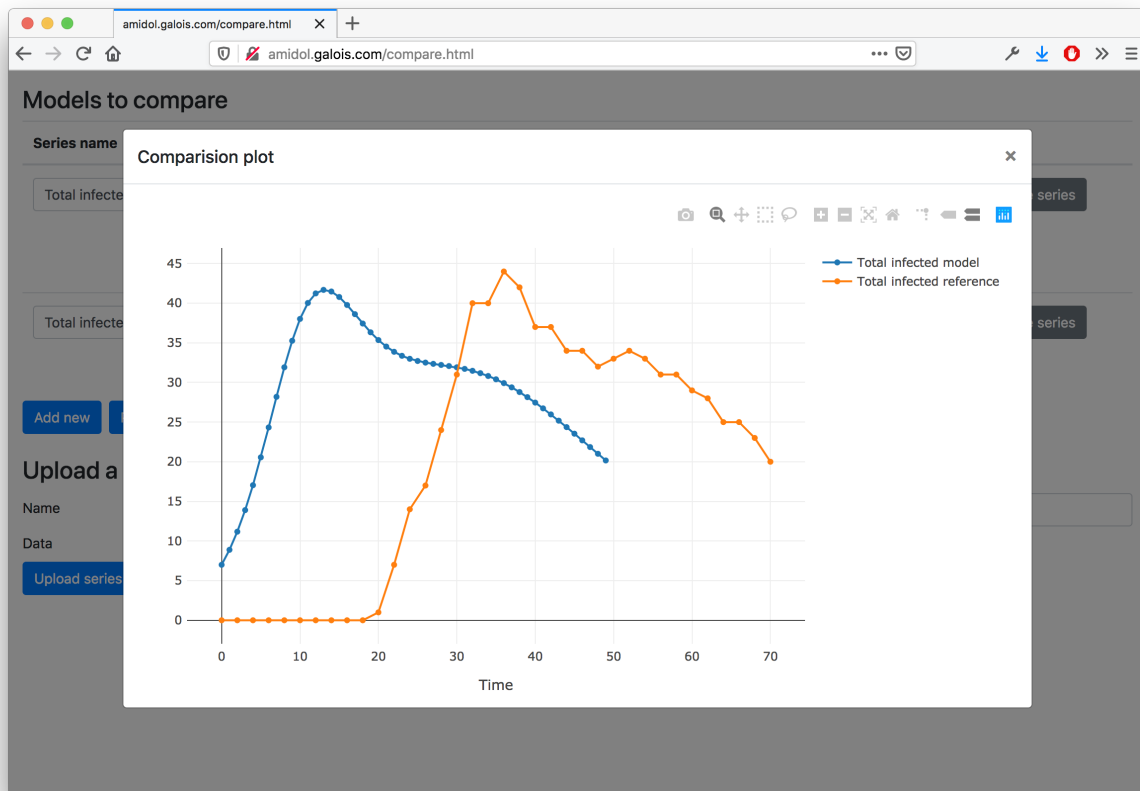 amidol.galois.com/compare.html
amidol.galois.com/compare.html
Models to compare
Series name
Comparision plot
Total infecte
series
Total infected model
Total infected reference
45
40
35
30
25
20
15
10
5
0
0 10 20 30 40 50 60 70
Time
Total infecte
series
Add new
Upload a
Name
Data
Upload series